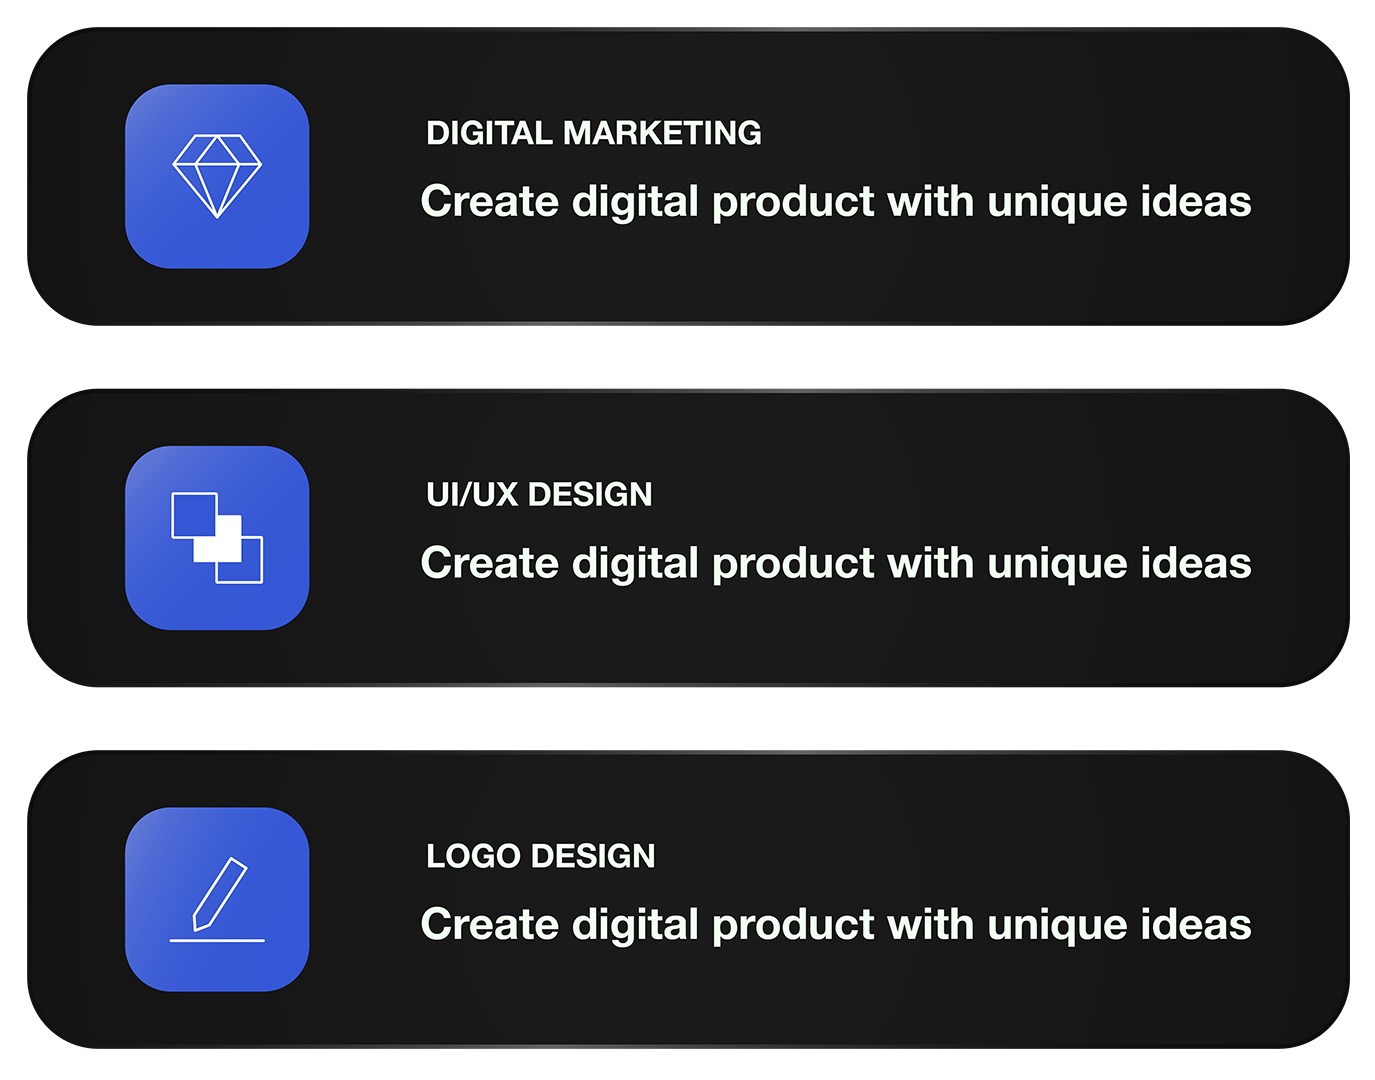 DIGITAL MARKETING
Create digital product with unique ideas
UI/UX DESIGN
Create digital product with unique ideas
LOGO DESIGN
Create digital product with unique ideas